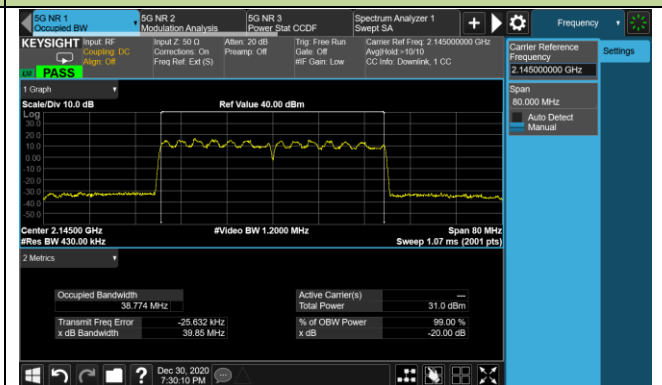 5G NR 1
Occupied BW
5G NR 2
Modulation Analysis
5G NR 3
Power Stat CCDF
Spectrum Analyzer 1
Swept SA
Frequency
KEYSIGHT
Input: RF
Coupling: DC
Align: Off
Input Z: 50 Ω
Corrections: On
Freq Ref: Ext (S)
Atten: 20 dB
Preamp: Off
Trig: Free Run
Gate: Off
#IF Gain: Low
Carrier Ref Freq: 2.145000000 GHz
Avg|Hold:>10/10
CC Info: Downlink, 1 CC
PASS
Carrier Reference
Frequency
2.145000000 GHz
Settings
Span
80.000 MHz
Auto Detect
Manual
1 Graph
Scale/Div 10.0 dB
Ref Value 40.00 dBm
Log
30.0
20.0
10.0
0.00
-10.0
-20.0
-30.0
-40.0
-50.0
Center 2.14500 GHz
#Video BW 1.2000 MHz
Span 80 MHz
#Res BW 430.00 kHz
Sweep 1.07 ms (2001 pts)
2 Metrics
Occupied Bandwidth
38.774 MHz
Active Carrier(s)
---
Total Power
31.0 dBm
Transmit Freq Error
-25.632 kHz
% of OBW Power
99.00 %
x dB Bandwidth
39.85 MHz
x dB
-20.00 dB
Dec 30, 2020
7:30:10 PM